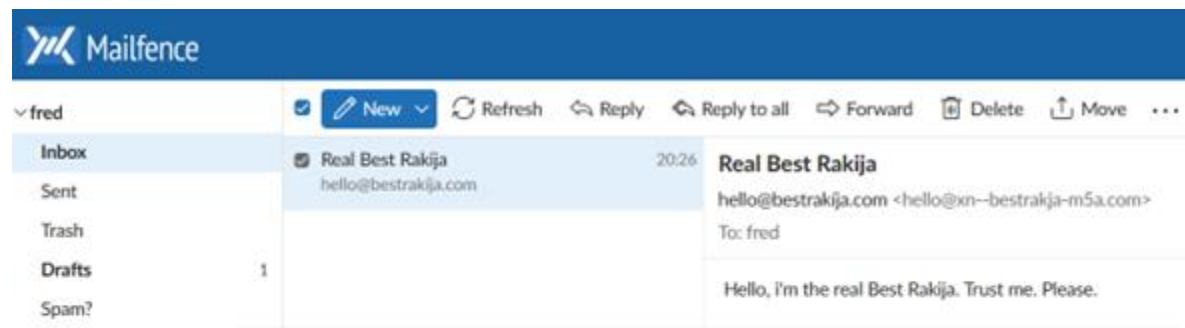 Mailfence
fred
New Refresh Reply Reply to all Forward Delete Move ...
Inbox
Sent
Trash
Drafts 1
Spam?
Real Best Rakija 20:26
hello@bestrakija.com
Real Best Rakija
hello@bestrakija.com <hello@xn--bestrakja-m5a.com>
To: fred
Hello, i'm the real Best Rakija. Trust me. Please.